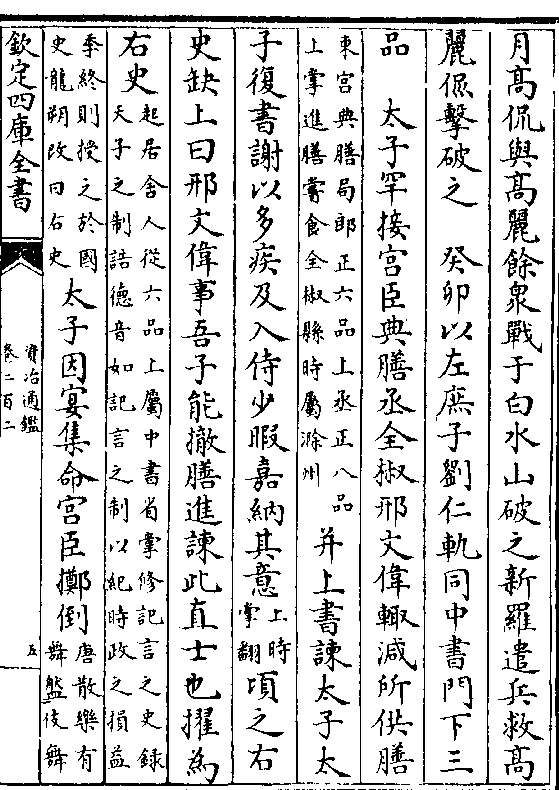 月高侃與高麗餘衆戰于白水山破之新羅遣兵救高
麗侃擊破之　癸卯以左庶子劉仁軌同中書門下三
品　太子罕接宫臣典膳丞全椒邢文偉輙減所供膳
東宫典膳局郎正六品上丞正八品
上掌進膳嘗食全椒縣時屬滁州
并上書諫太子太
子復書謝以多疾及入侍少暇嘉納其意
上時
掌翻
頃之右
史缺上曰邢文偉事吾子能撤膳進諫此直士也擢為
右史
起居舍人從六品上屬中書省掌修記言之史録
天子之制誥德音如記言之制以紀時政之損益
季終則授之於國
史龍朔改曰右史
太子因宴集命宫臣擲倒
唐散樂有
舞盤伎舞
欽定四庫全書
資治通鑑
卷二百二
五